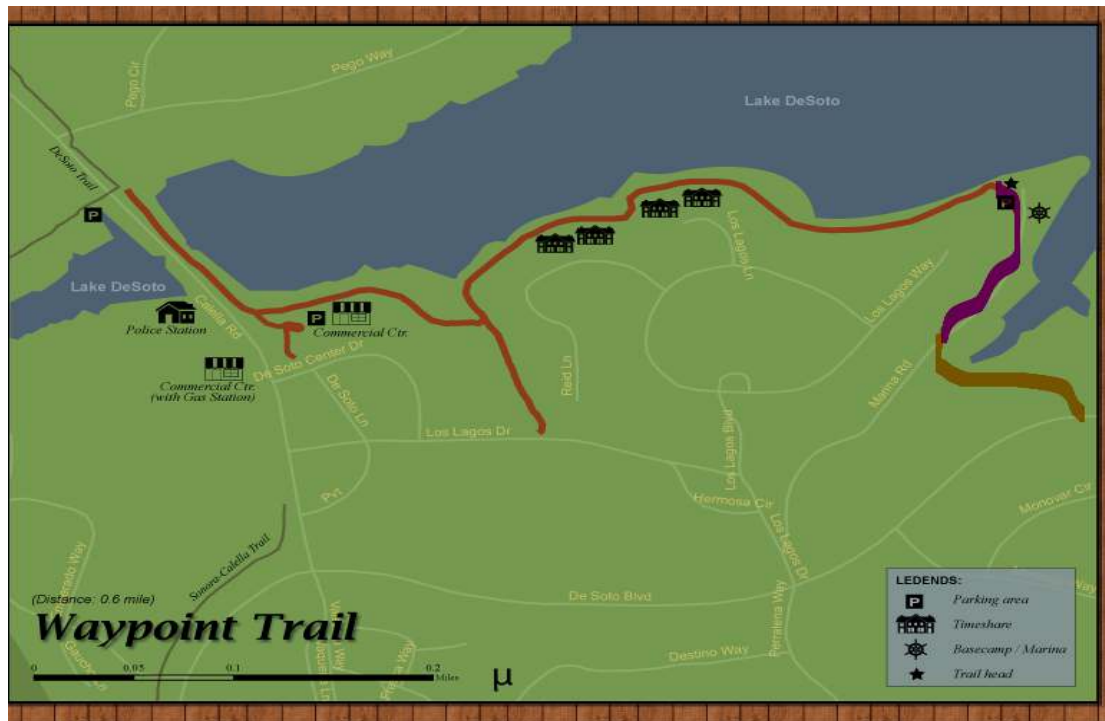 Pego Cir
Pego Way
Lake DeSoto
DeSoto Trail
P
P
Los Lagos Ln
Los Lagos Way
Lake DeSoto
Calella Rd
Police Station
P
Commercial Ctr.
De Soto Center Dr
Commercial Ctr.
(with Gas Station)
De Soto Ln
Reid Ln
Marina Rd
Los Lagos Dr
Los Lagos Blvd
Pvt
Hermosa Cir
Los Lagos Dr
Monovar Cir
Sonora-Calella Trail
De Soto Blvd
Perralena Way
Destino Way
Way
(Distance: 0.6 mile)
Waypoint Trail
0 0.05 0.1 0.2
Miles
µ
LEDENDS:
P Parking area
Timeshare
Basecamp / Marina
Trail head